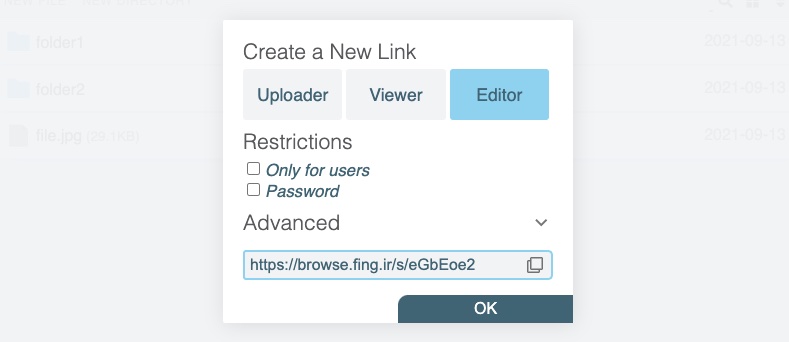 Create a New Link
Uploader Viewer Editor
folder1 2021-09-13
Restrictions
folder2 2021-09-13
file.jpg (29.1KB) 2021-09-13
Only for users
Password
Advanced
https://browse.fing.ir/s/eGbEoe2
OK